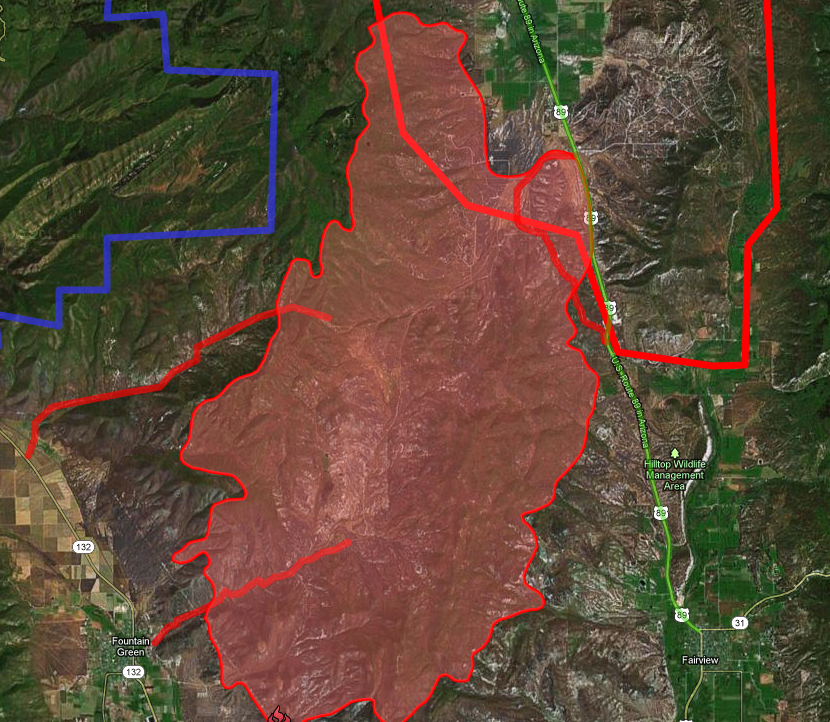 Route 89 in Arizona
89
89
89
U.S. Route 89 in Arizona
Hilltop Wildlife
Management
Area
89
132
89
31
Fountain
Green
132
Fairview